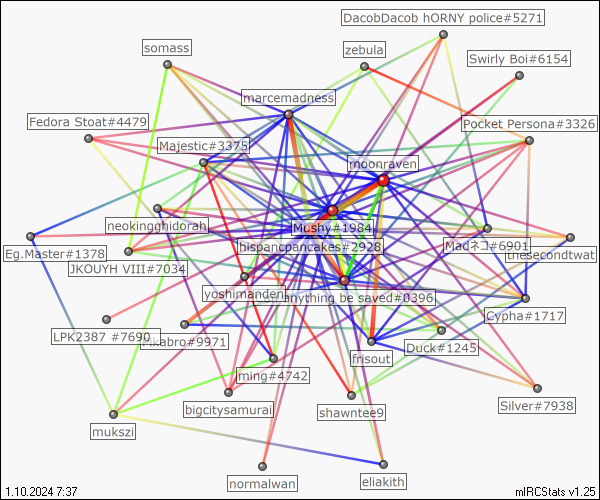 DacobDacob hORNY police#5271
somass
zebula
Swirly Boi#6154
marcemadness
Fedora Stoat#4479
Pocket Persona#3326
Majestic#3375
moonraven
neokinghidorah
Mushy#1984
Eg.Master#1378
hispancpancakes#2928
Madネコ#6901
thesecondtwat
JKOUYH VIII#7034
yoshimanden
anything be saved#0396
Cypha#1717
LPK2387 #7690
#9971
frisout
Duck#1245
ming#4742
bigcitysamurai
shawntee9
Silver#7938
mukszi
normalwan
eliakith
1.10.2024 7:37
mIRCStats v1.25